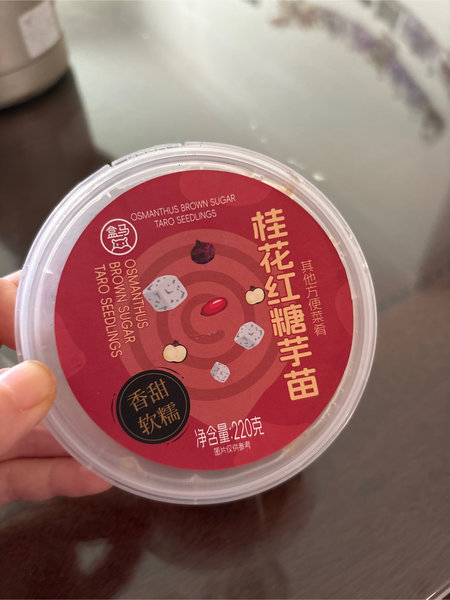 盒马
OSMANTHUS BROWN SUGAR
TARO SEEDLINGS
OSMANTHUS
BROWN SUGAR
TARO SEEDLINGS
桂花红糖芋苗
其他方便菜肴
香甜
软糯
净含量:220克
图片仅供参考